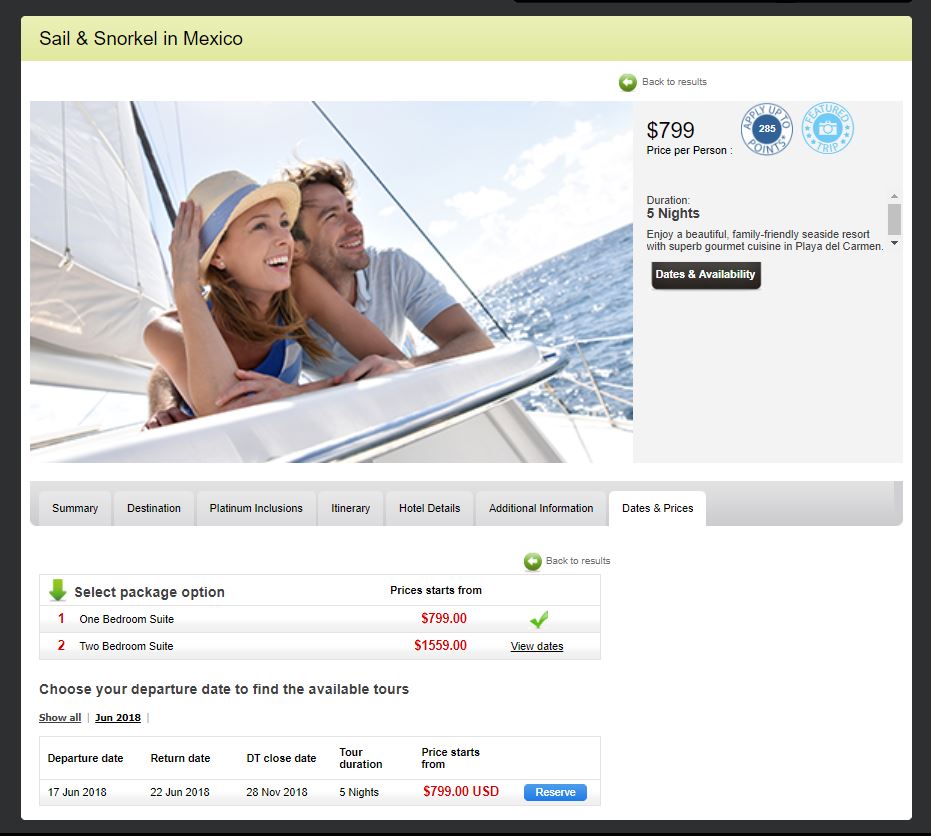 Sail & Snorkel in Mexico
Back to results
$799
Price per Person :
APPLY UP TO
285
POINTS
FEATURED
TRIP
Duration:
5 Nights
Enjoy a beautiful, family-friendly seaside resort
with superb gourmet cuisine in Playa del Carmen.
Dates & Availability
Summary Destination Platinum Inclusions Itinerary Hotel Details Additional Information Dates & Prices
Back to results
Select package option Prices starts from
1 One Bedroom Suite $799.00
2 Two Bedroom Suite $1559.00 View dates
Choose your departure date to find the available tours
Show all | Jun 2018 |
Departure date Return date DT close date Tour duration Price starts from
17 Jun 2018 22 Jun 2018 28 Nov 2018 5 Nights $799.00 USD Reserve